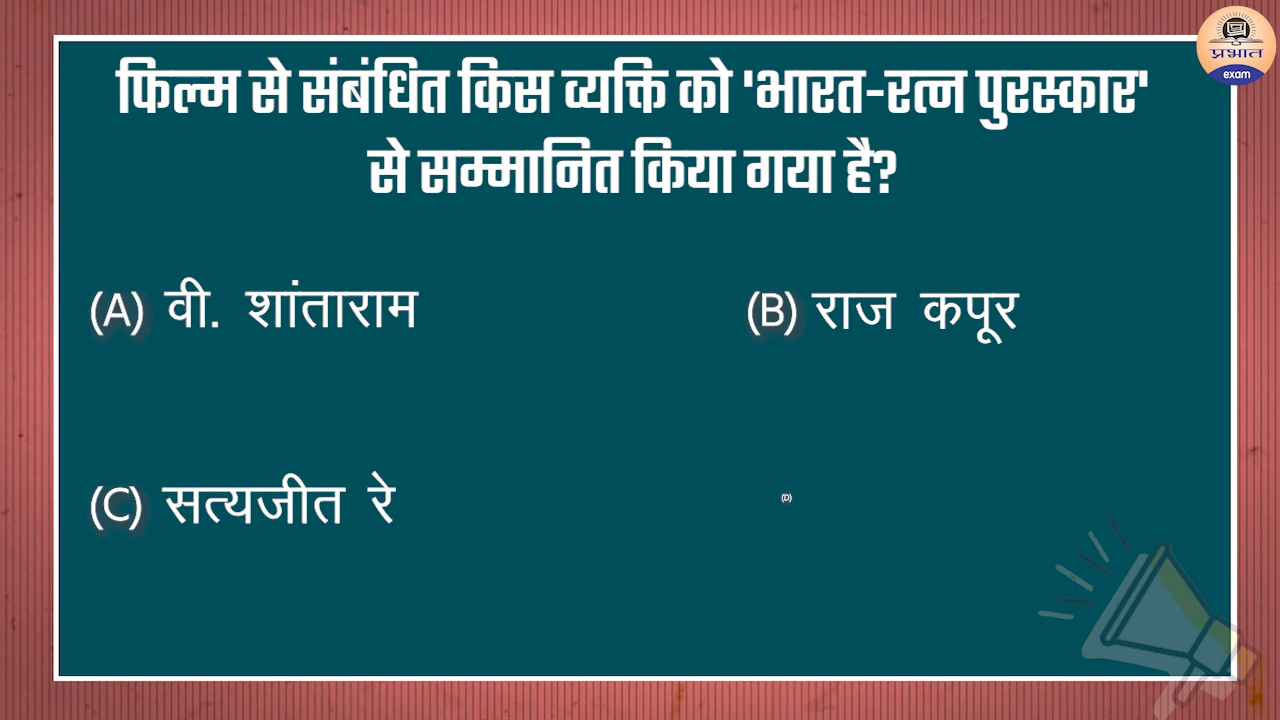 प्रभात
exam
फिल्म से संबंधित किस व्यक्ति को 'भारत-रत्न पुरस्कार'
से सम्मानित किया गया है?
(A) वी. शांताराम
(B) राज कपूर
(C) सत्यजीत रे
(D)